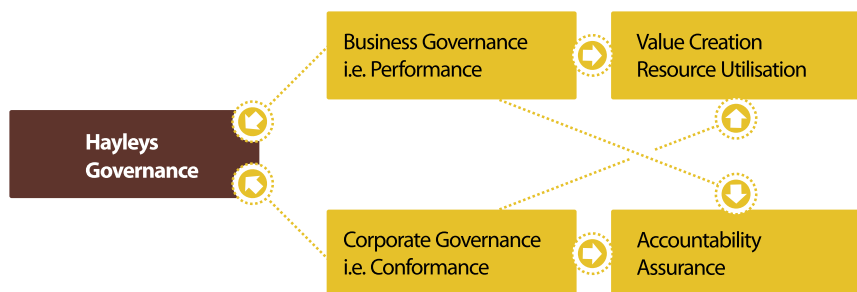 Hayleys
Governance
Business Governance
i.e. Performance
Value Creation
Resource Utilisation
Corporate Governance
i.e. Conformance
Accountability
Assurance